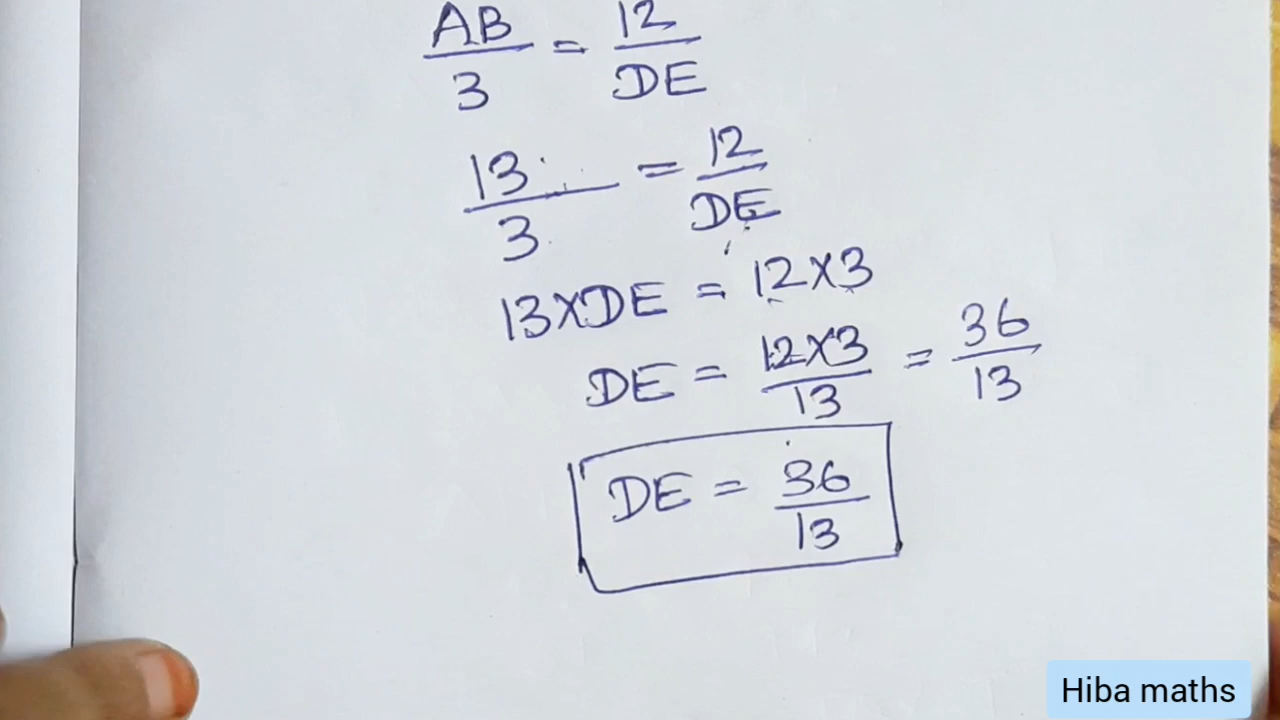 AB/3 = 12/DE
13/3 = 12/DE
13×DE = 12×3
DE = 12×3/13 = 36/13
DE = 36/13
Hiba maths